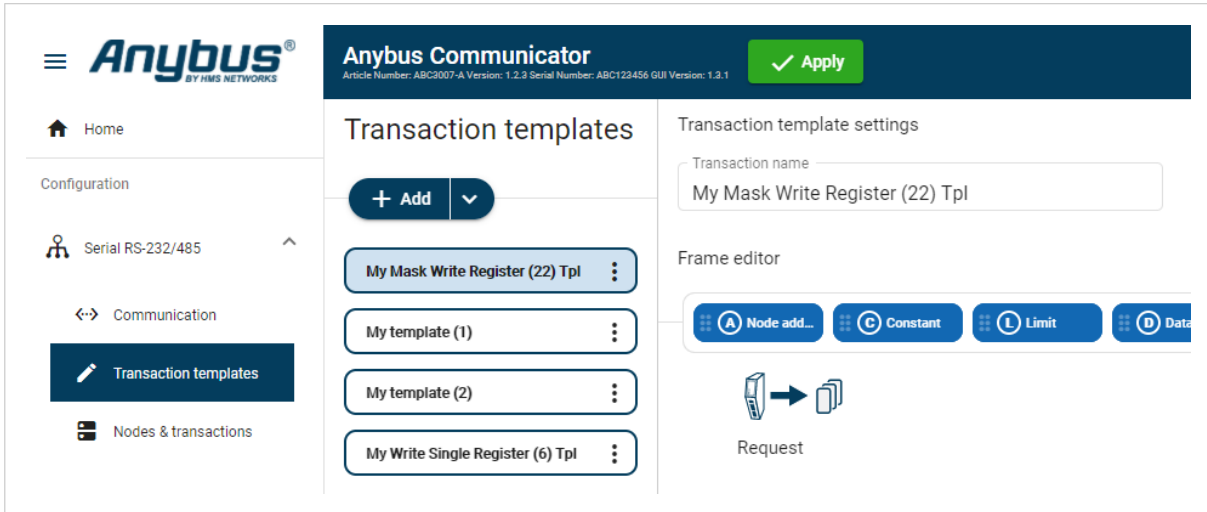 Anybus®
BY HMS NETWORKS
Home
Configuration
Serial RS-232/485
Communication
Transaction templates
Nodes & transactions
Anybus Communicator
Article Number: ABC3007-A Version: 1.2.3 Serial Number: ABC123456 GUI Version: 1.3.1
Apply
Transaction templates
Add
My Mask Write Register (22) Tpl
My template (1)
My template (2)
My Write Single Register (6) Tpl
Transaction template settings
Transaction name
My Mask Write Register (22) Tpl
Frame editor
A Node add... C Constant L Limit D Data
Request